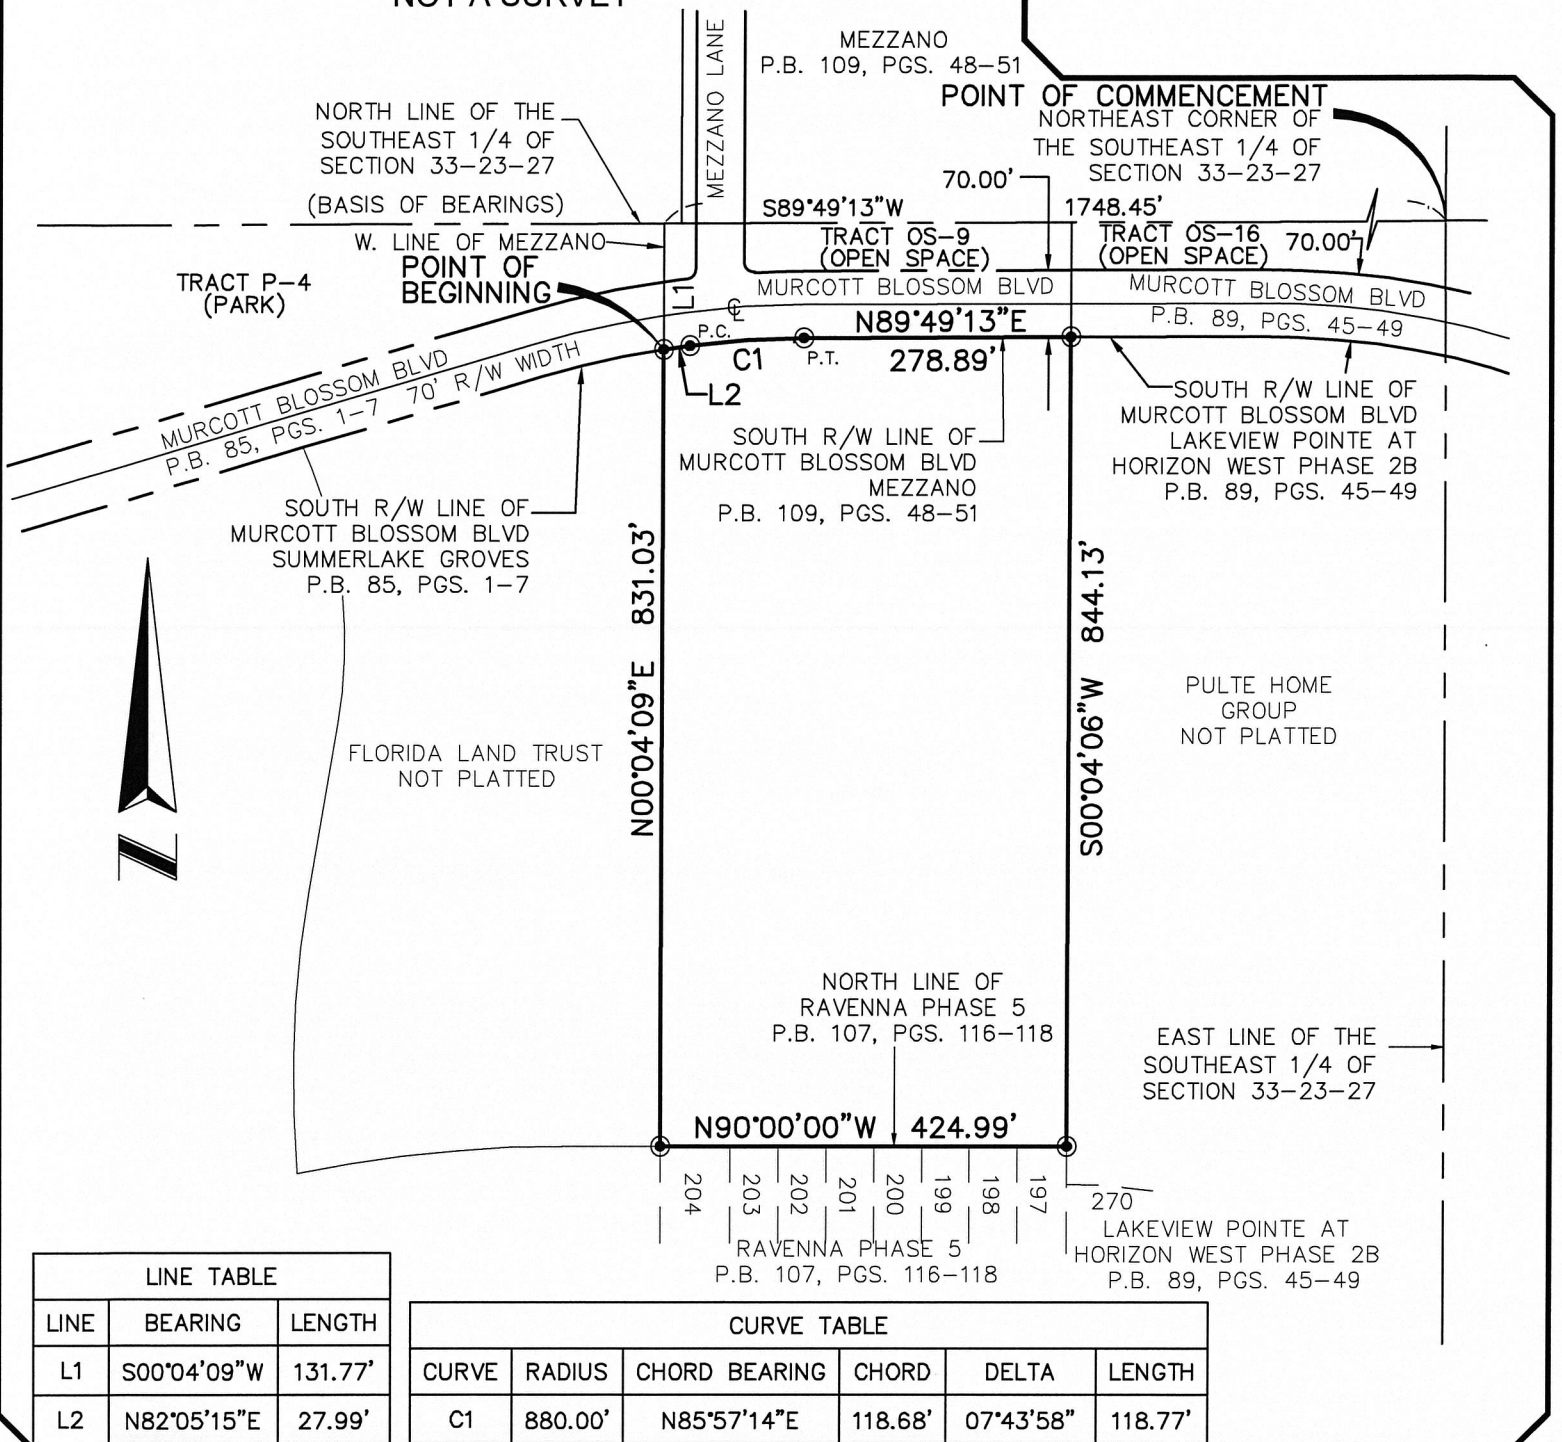 NOT A SURVEY
MEZZANO LANE
MEZZANO
P.B. 109, PGS. 48-51
POINT OF COMMENCEMENT
NORTHEAST CORNER OF
THE SOUTHEAST 1/4 OF
SECTION 33-23-27
NORTH LINE OF THE
SOUTHEAST 1/4 OF
SECTION 33-23-27
(BASIS OF BEARINGS)
70.00'
S89°49'13"W
1748.45'
W. LINE OF MEZZANO
TRACT OS-9
(OPEN SPACE)
TRACT OS-16
(OPEN SPACE)
70.00'
POINT OF
BEGINNING
TRACT P-4
(PARK)
L1
℄
MURCOTT BLOSSOM BLVD
MURCOTT BLOSSOM BLVD
P.B. 89, PGS. 45-49
P.C.
N89°49'13"E
278.89'
C1
P.T.
L2
MURCOTT BLOSSOM BLVD
P.B. 85, PGS. 1-7 70' R/W WIDTH
SOUTH R/W LINE OF
MURCOTT BLOSSOM BLVD
LAKEVIEW POINTE AT
HORIZON WEST PHASE 2B
P.B. 89, PGS. 45-49
SOUTH R/W LINE OF
MURCOTT BLOSSOM BLVD
MEZZANO
P.B. 109, PGS. 48-51
SOUTH R/W LINE OF
MURCOTT BLOSSOM BLVD
SUMMERLAKE GROVES
P.B. 85, PGS. 1-7
N00°04'09"E 831.03'
S00°04'06"W 844.13'
PULTE HOME
GROUP
NOT PLATTED
FLORIDA LAND TRUST
NOT PLATTED
N
NORTH LINE OF
RAVENNA PHASE 5
P.B. 107, PGS. 116-118
EAST LINE OF THE
SOUTHEAST 1/4 OF
SECTION 33-23-27
N90°00'00"W 424.99'
204
203
202
201
200
199
198
197
270
RAVENNA PHASE 5
P.B. 107, PGS. 116-118
LAKEVIEW POINTE AT
HORIZON WEST PHASE 2B
P.B. 89, PGS. 45-49
LINE TABLE
LINE BEARING LENGTH
L1 S00°04'09"W 131.77'
L2 N82°05'15"E 27.99'
CURVE TABLE
CURVE RADIUS CHORD BEARING CHORD DELTA LENGTH
C1 880.00' N85°57'14"E 118.68' 07°43'58" 118.77'